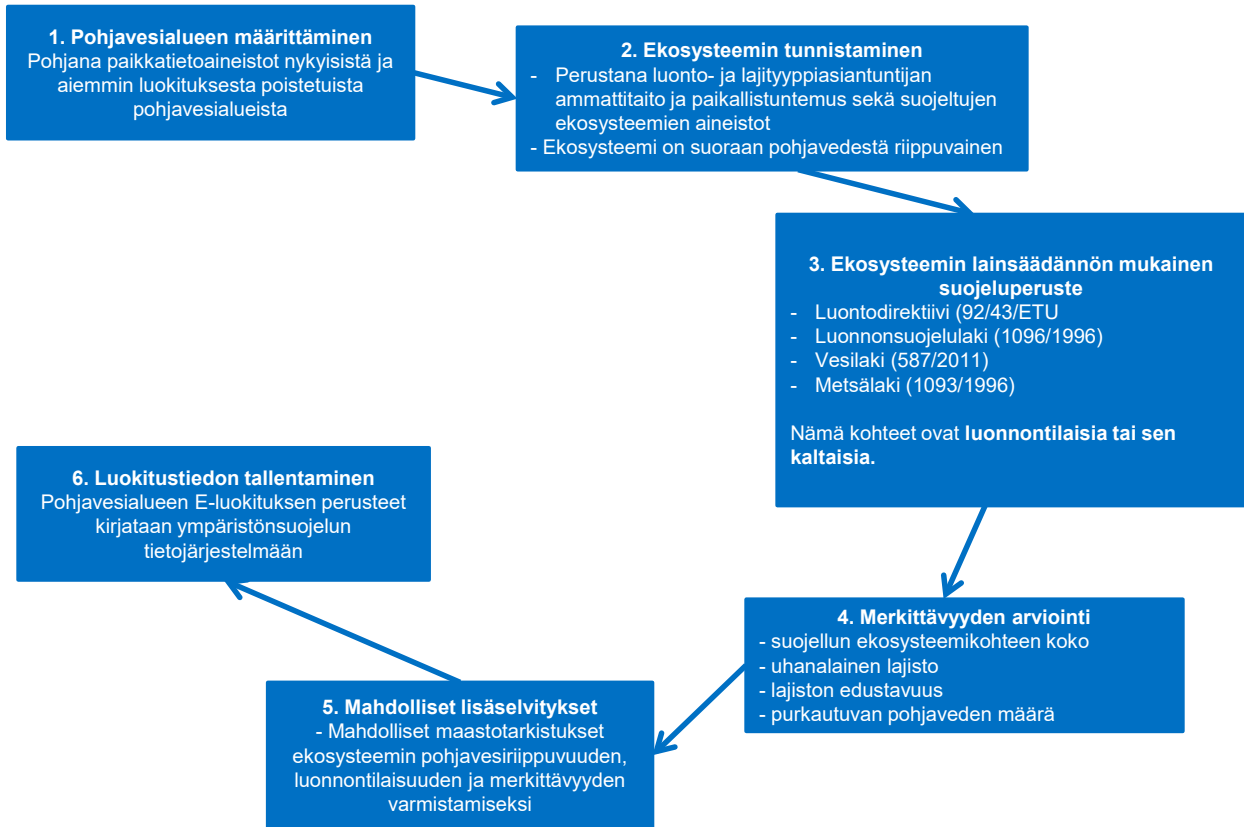 1. Pohjavesialueen määrittäminen
Pohjana paikkatietoaineistot nykyisistä ja
aiemmin luokituksesta poistetuista
pohjavesialueista
2. Ekosysteemin tunnistaminen
- Perustana luonto- ja lajityyppiasiantuntijan
ammattitaito ja paikallistuntemus sekä suojeltujen
ekosysteemien aineistot
- Ekosysteemi on suoraan pohjavedestä riippuvainen
3. Ekosysteemin lainsäädännön mukainen
suojeluperuste
- Luontodirektiivi (92/43/ETU
- Luonnonsuojelulaki (1096/1996)
- Vesilaki (587/2011)
- Metsälaki (1093/1996)
Nämä kohteet ovat luonnontilaisia tai sen
kaltaisia.
4. Merkittävyyden arviointi
- suojellun ekosysteemikohteen koko
- uhanalainen lajisto
- lajiston edustavuus
- purkautuvan pohjaveden määrä
5. Mahdolliset lisäselvitykset
- Mahdolliset maastotarkistukset
ekosysteemin pohjavesiriippuvuuden,
luonnontilaisuuden ja merkittävyyden
varmistamiseksi
6. Luokitustiedon tallentaminen
Pohjavesialueen E-luokituksen perusteet
kirjataan ympäristönsuojelun
tietojärjestelmään